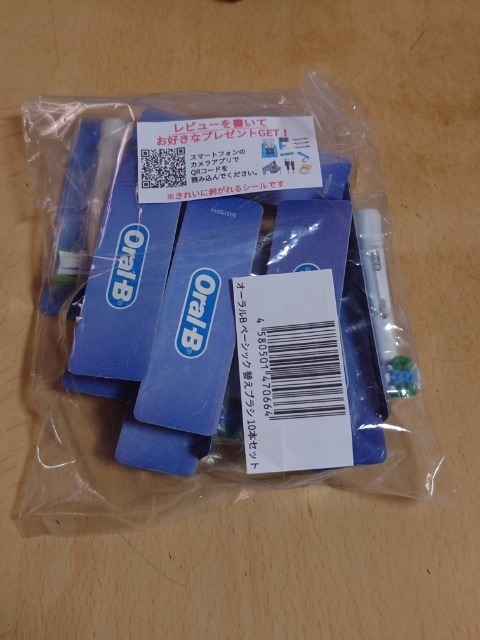 レビューを書いて
お好きなプレゼントGET！
スマートフォンの
カメラアプリで
QRコードを
読み込んでください。
※きれいに剥がれるシールです
Oral-B
Oral-B
オーラルB ベーシック 替えブラシ 10本セット
4 580501 470664